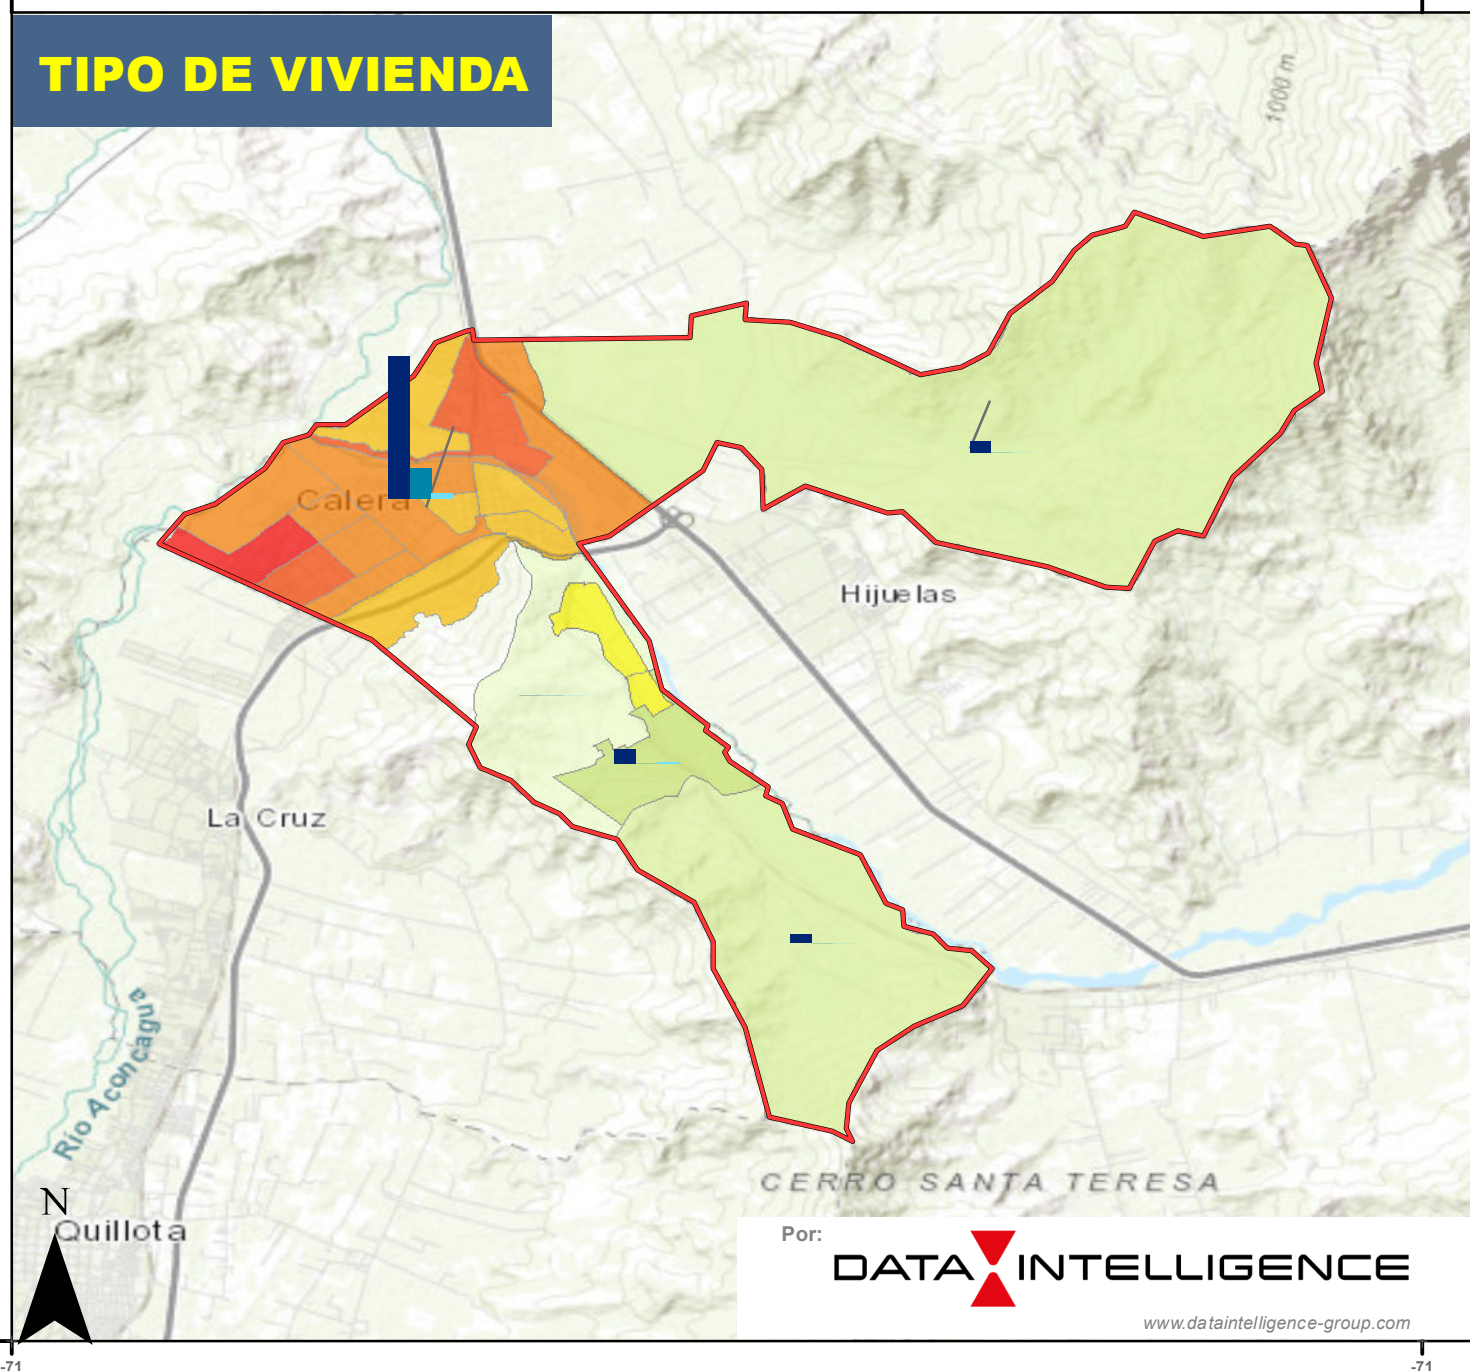 TIPO DE VIVIENDA
1000 m
Calera
Hijuelas
La Cruz
Río Aconcagua
CERRO SANTA TERESA
N
Quillota
Por:
DATA INTELLIGENCE
www.dataintelligence-group.com
-71
-71